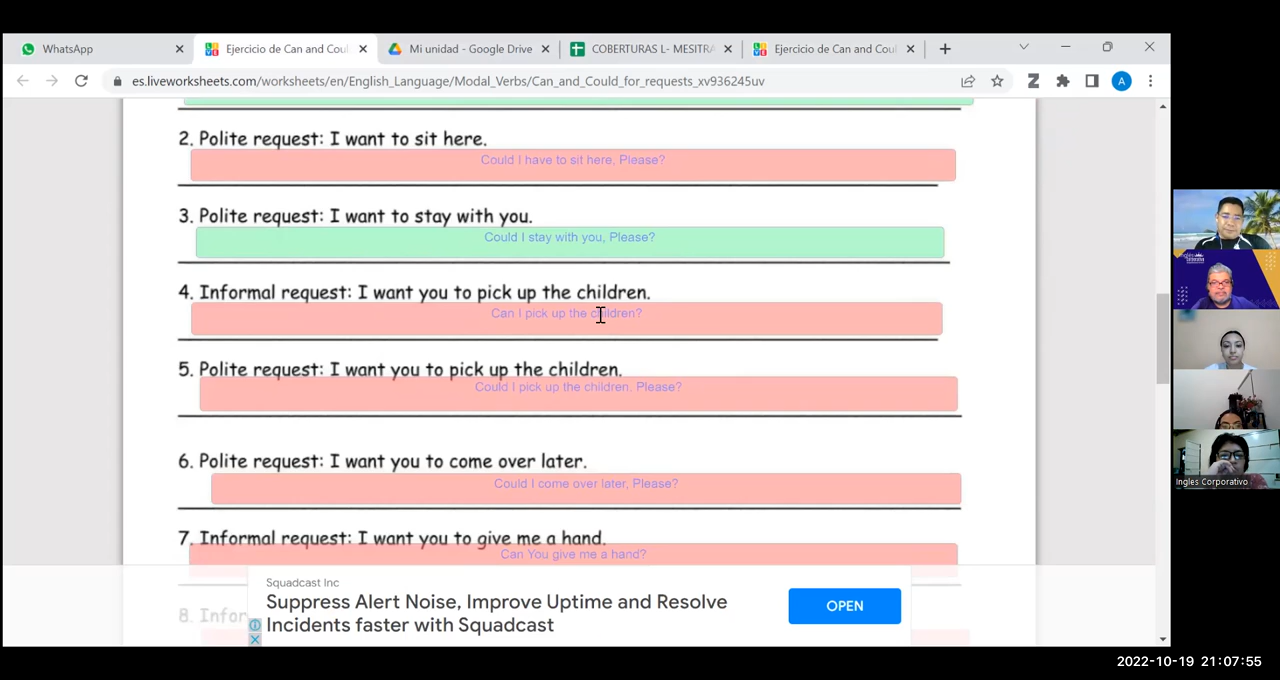 WhatsApp
Ejercicio de Can and Coul
Mi unidad - Google Drive
COBERTURAS L- MESITRA
Ejercicio de Can and Coul
es.liveworksheets.com/worksheets/en/English_Language/Modal_Verbs/Can_and_Could_for_requests_xv936245uv
A
2. Polite request: I want to sit here.
Could I have to sit here, Please?
3. Polite request: I want to stay with you.
Could I stay with you, Please?
4. Informal request: I want you to pick up the children.
Can I pick up the children?
5. Polite request: I want you to pick up the children.
Could I pick up the children. Please?
6. Polite request: I want you to come over later.
Could I come over later, Please?
7. Informal request: I want you to give me a hand.
Can You give me a hand?
8. Infor
Squadcast Inc
Suppress Alert Noise, Improve Uptime and Resolve
Incidents faster with Squadcast
OPEN
Ingles Corporativo
2022-10-19 21:07:55